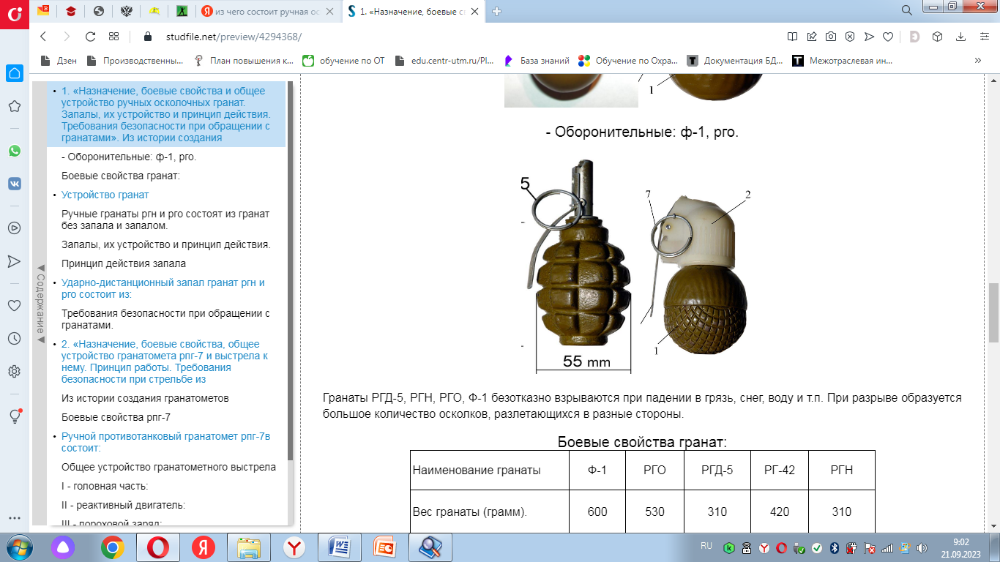 из чего состоит ручная ос
1. «Назначение, боевые с
studfile.net/preview/4294368/
Дзен
Производственны...
План повышения к...
обучение по ОТ
edu.centr-utm.ru/Pl...
База знаний
Обучение по Охра...
Документация БД...
Межотраслевая ин...
»
◀ Содержание ◀
• 1. «Назначение, боевые свойства и общее
устройство ручных осколочных гранат.
Запалы, их устройство и принцип действия.
Требования безопасности при обращении с
гранатами». Из истории создания
- Оборонительные: ф-1, рго.
Боевые свойства гранат:
• Устройство гранат
Ручные гранаты ргн и рго состоят из гранат
без запала и запалом.
Запалы, их устройство и принцип действия.
Принцип действия запала
• Ударно-дистанционный запал гранат ргн и
рго состоит из:
Требования безопасности при обращении с
гранатами.
• 2. «Назначение, боевые свойства, общее
устройство гранатомета рпг-7 и выстрела к
нему. Принцип работы. Требования
безопасности при стрельбе из
Из истории создания гранатометов
Боевые свойства рпг-7
• Ручной противотанковый гранатомет рпг-7в
состоит:
Общее устройство гранатометного выстрела
I - головная часть:
II - реактивный двигатель:
III - пороховой заряд:
1
- Оборонительные: ф-1, рго.
5
7
2
1
55 mm
Гранаты РГД-5, РГН, РГО, Ф-1 безотказно взрываются при падении в грязь, снег, воду и т.п. При разрыве образуется
большое количество осколков, разлетающихся в разные стороны.
Боевые свойства гранат:
Наименование гранаты Ф-1 РГО РГД-5 РГ-42 РГН
Вес гранаты (грамм). 600 530 310 420 310
RU
9:02
21.09.2023